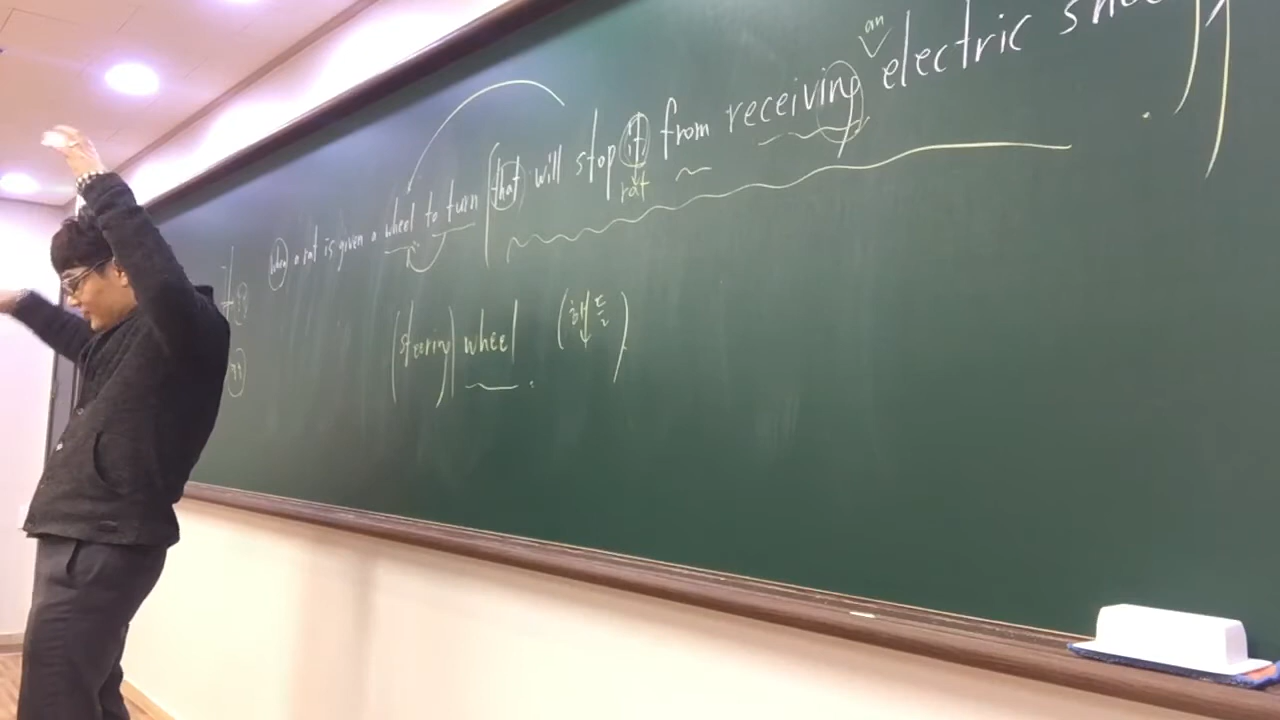 an
When a rat is given a wheel to turn that will stop it from receiving electric
rat
(steering) wheel (핸들)